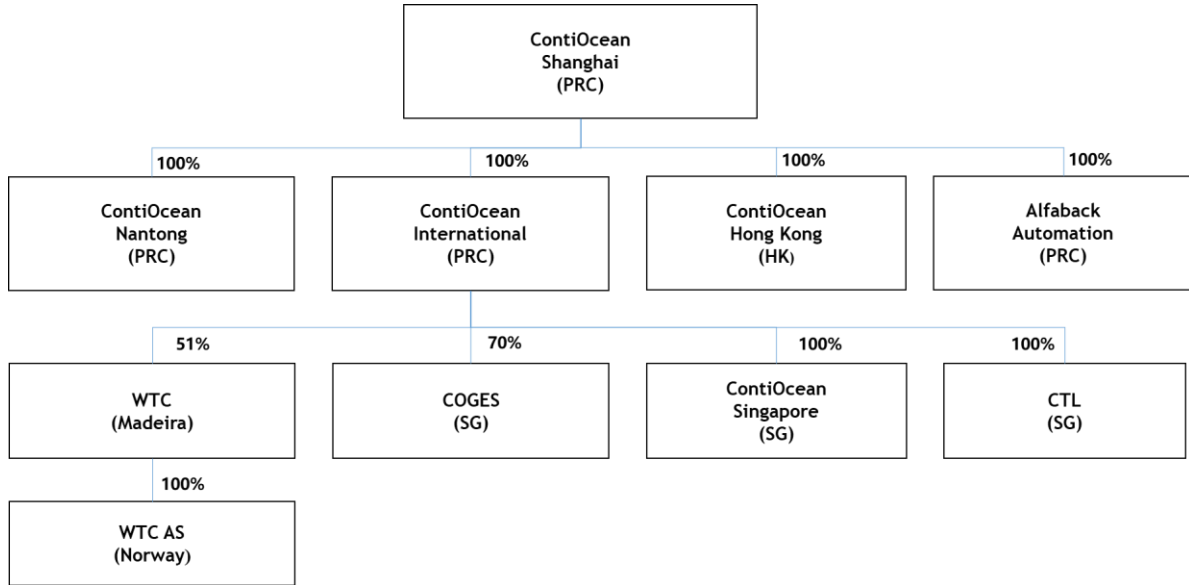 ContiOcean
Shanghai
(PRC)
100%
100%
100%
100%
ContiOcean
Nantong
(PRC)
ContiOcean
International
(PRC)
ContiOcean
Hong Kong
(HK)
Alfaback
Automation
(PRC)
51%
70%
100%
100%
WTC
(Madeira)
COGES
(SG)
ContiOcean
Singapore
(SG)
CTL
(SG)
100%
WTC AS
(Norway)